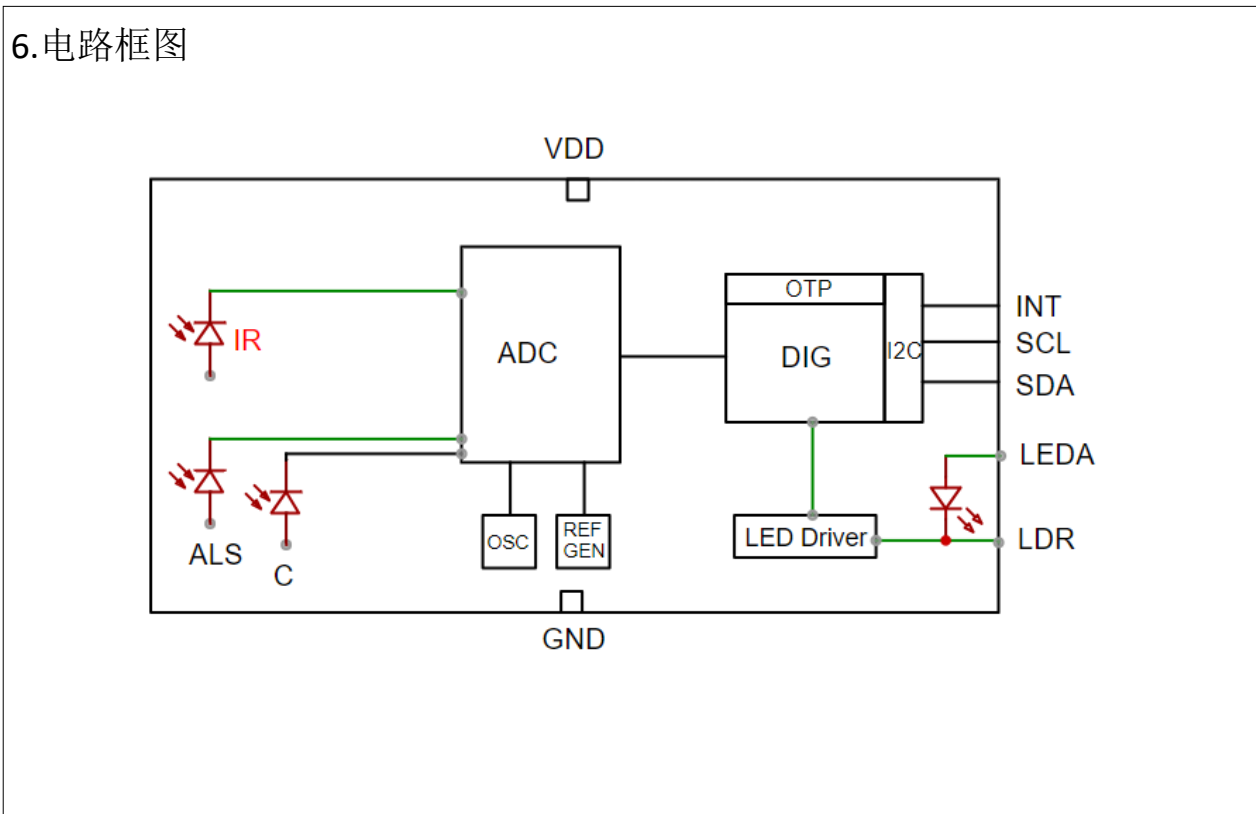 6.电路框图
VDD
IR
ADC
OTP
DIG
I2C
INT
SCL
SDA
LEDA
LDR
ALS
C
OSC
REF
GEN
LED Driver
GND